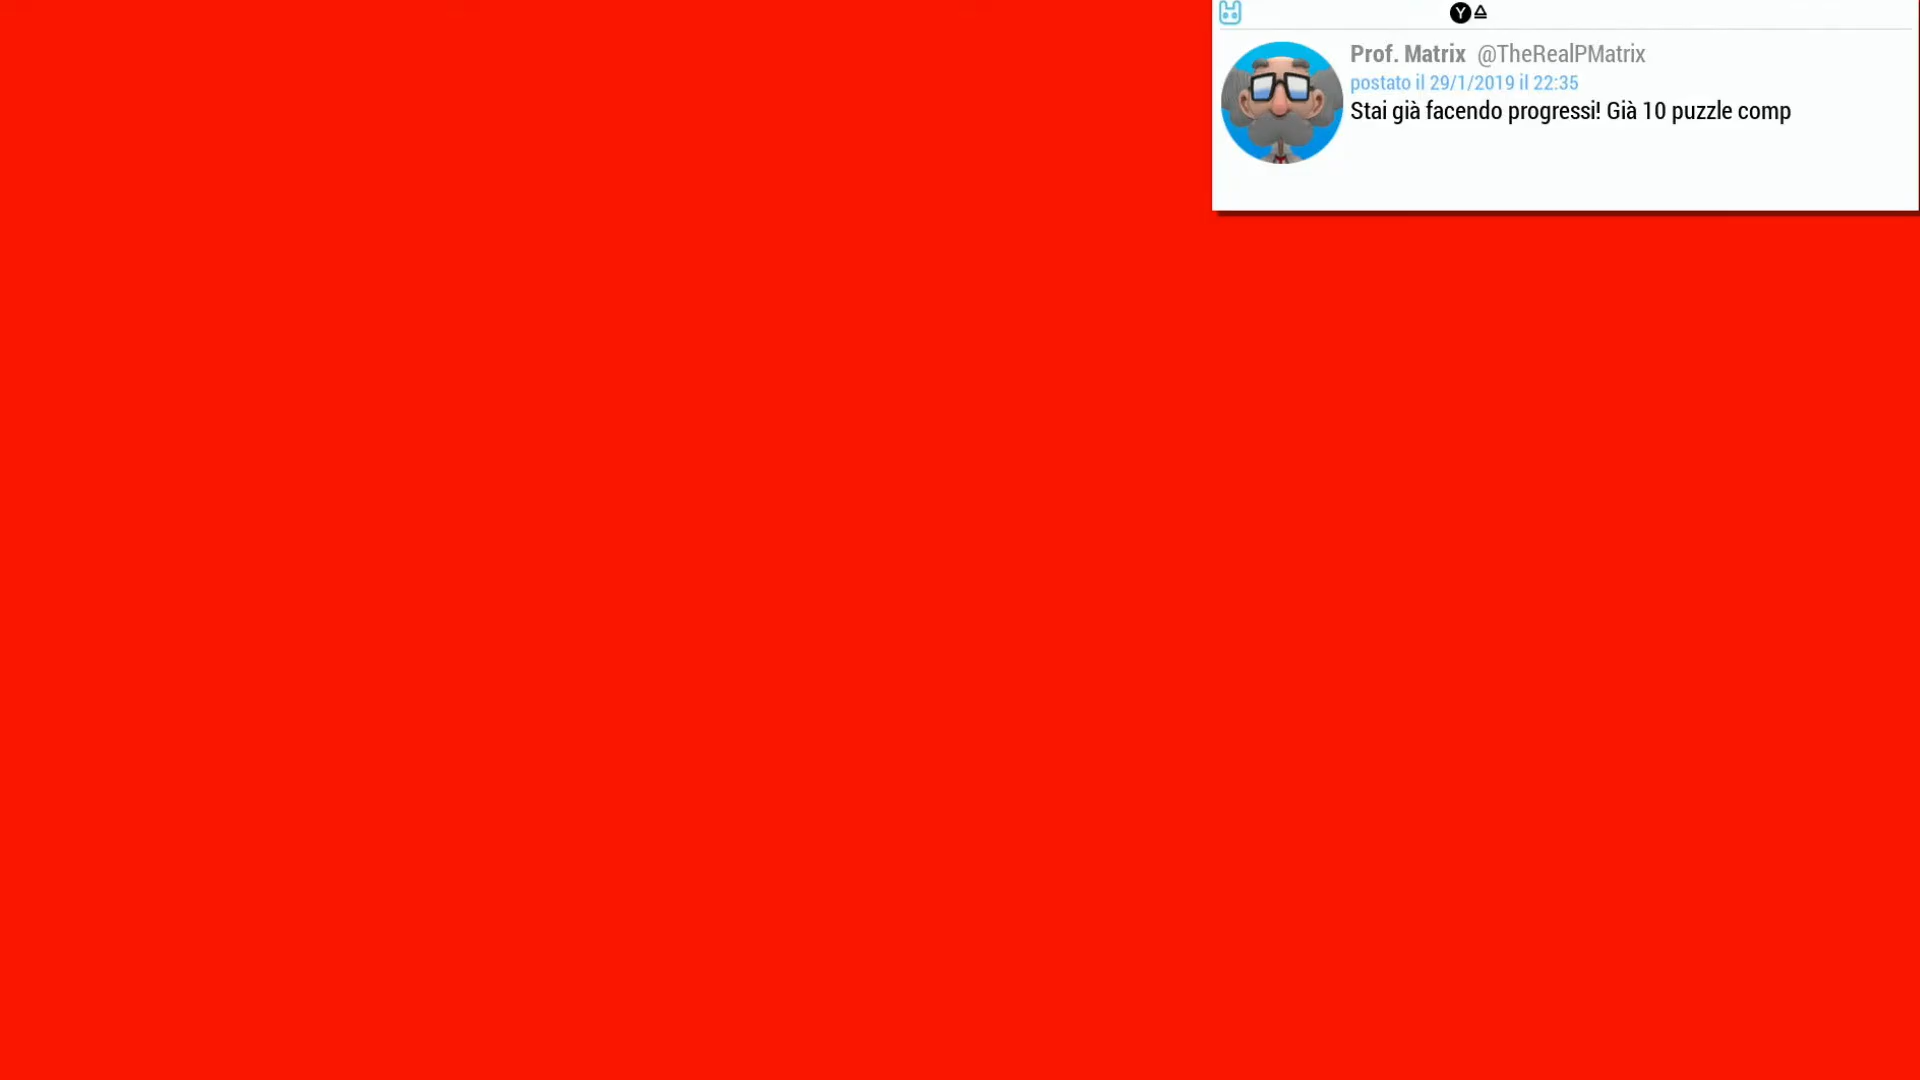 Y
Prof. Matrix @TheRealPMatrix
postato il 29/1/2019 il 22:35
Stai già facendo progressi! Già 10 puzzle comp